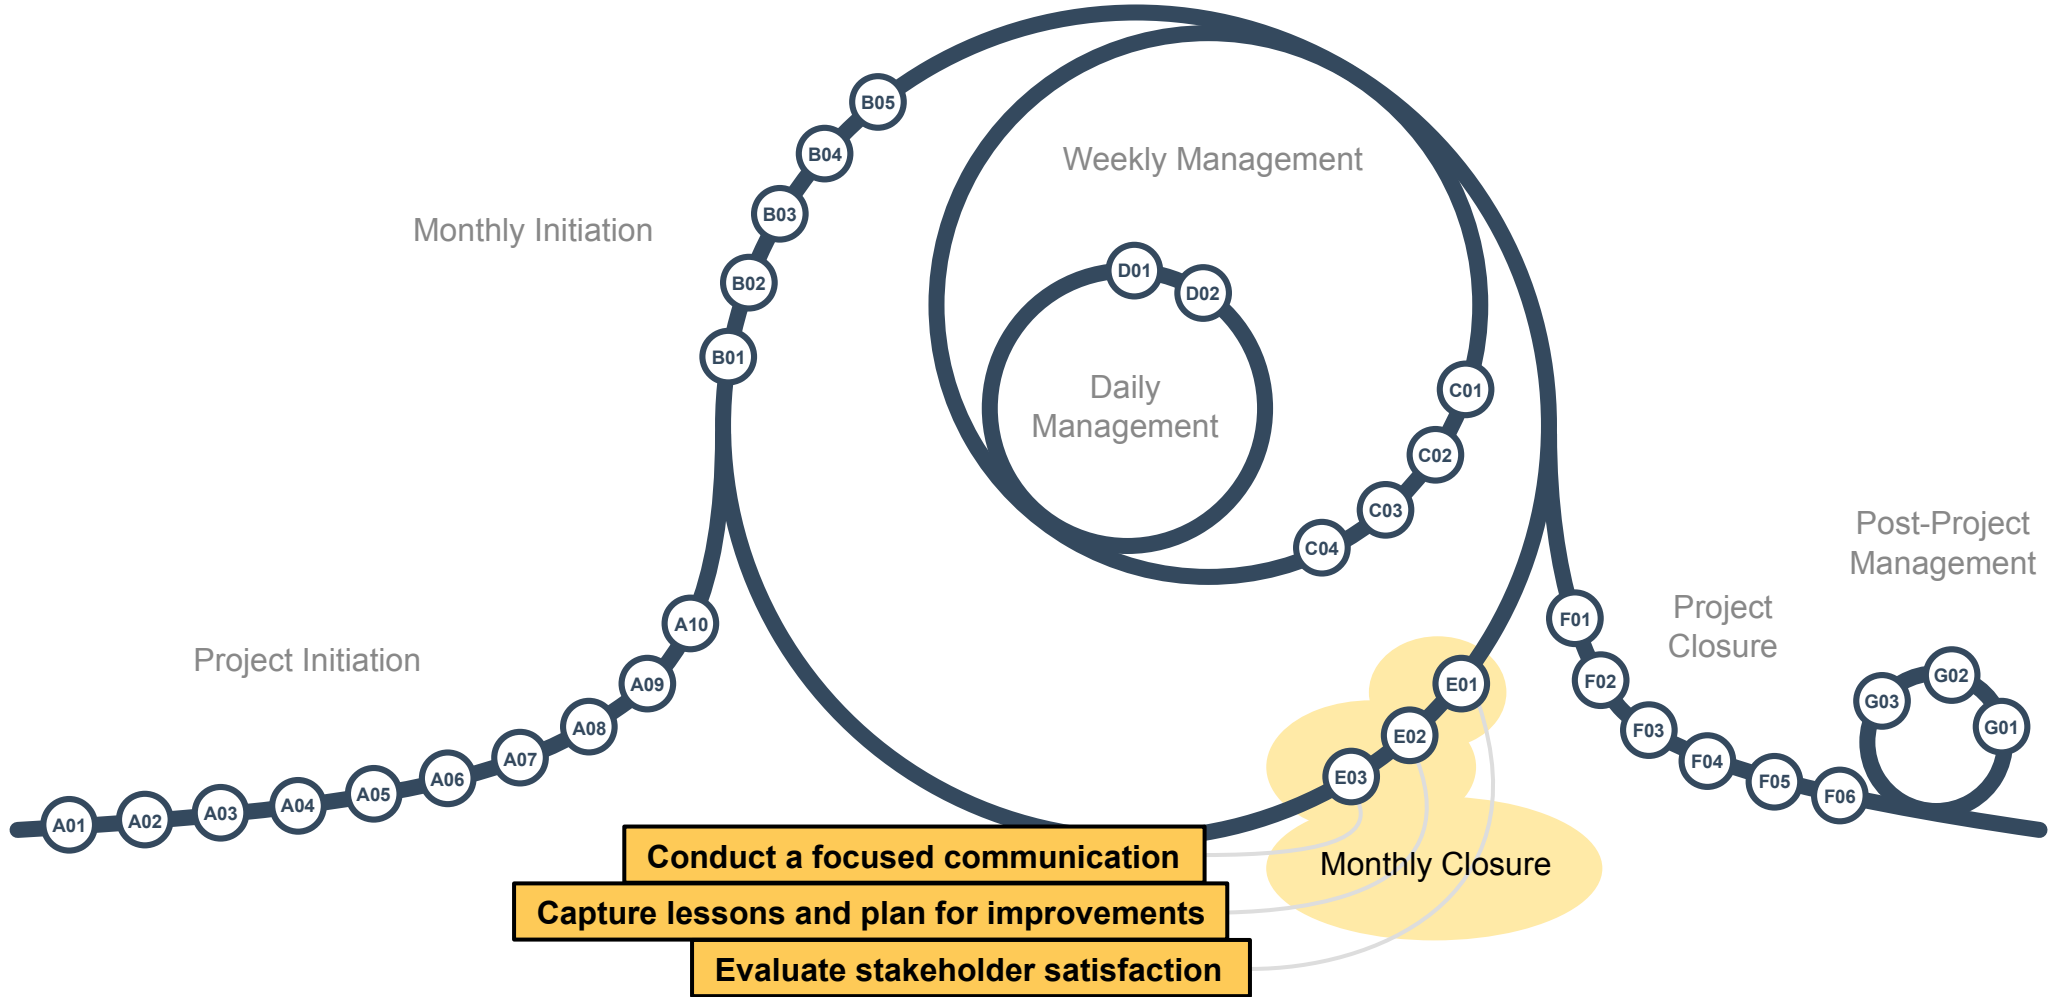 B05
B04
B03
B02
B01
Monthly Initiation
Weekly Management
D01
D02
Daily
Management
C01
C02
C03
C04
Project Initiation
A01
A02
A03
A04
A05
A06
A07
A08
A09
A10
E01
E02
E03
Monthly Closure
Conduct a focused communication
Capture lessons and plan for improvements
Evaluate stakeholder satisfaction
Project
Closure
F01
F02
F03
F04
F05
F06
Post-Project
Management
G03
G02
G01